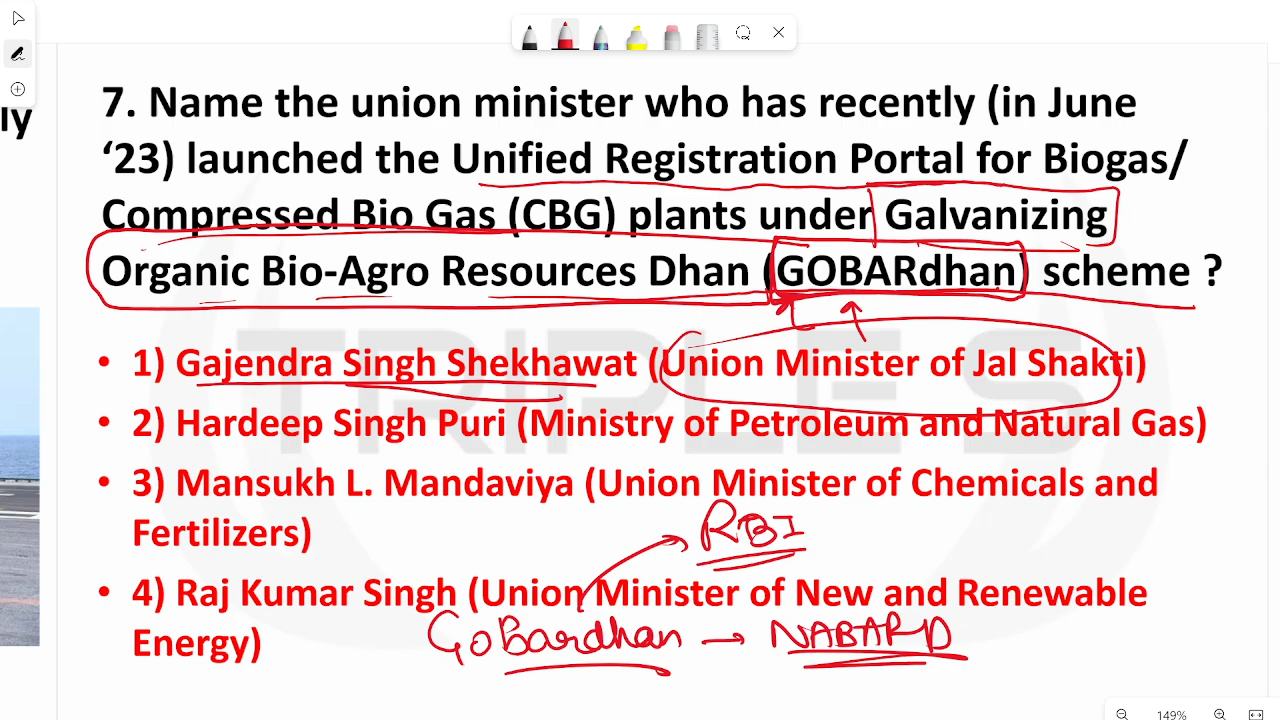 ly
7. Name the union minister who has recently (in June
‘23) launched the Unified Registration Portal for Biogas/
Compressed Bio Gas (CBG) plants under Galvanizing
Organic Bio-Agro Resources Dhan (GOBARdhan) scheme ?
TRIPLE S
• 1) Gajendra Singh Shekhawat (Union Minister of Jal Shakti)
• 2) Hardeep Singh Puri (Ministry of Petroleum and Natural Gas)
• 3) Mansukh L. Mandaviya (Union Minister of Chemicals and
Fertilizers)
RBI
• 4) Raj Kumar Singh (Union Minister of New and Renewable
Energy)
GoBardhan → NABARD
149%